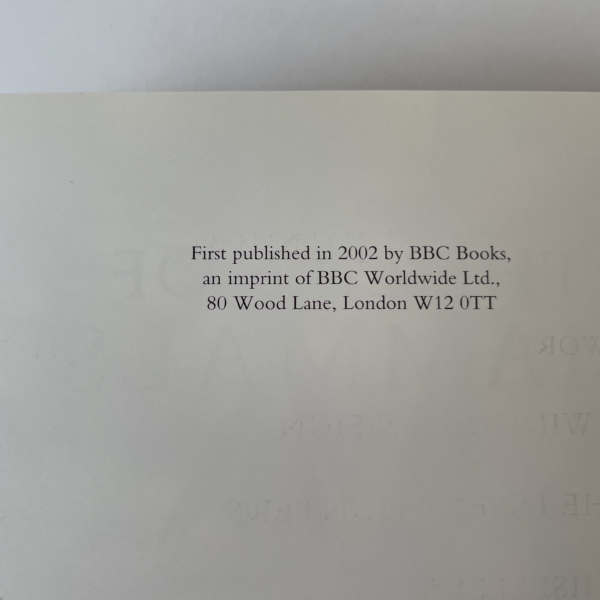 First published in 2002 by BBC Books,
an imprint of BBC Worldwide Ltd.,
80 Wood Lane, London W12 0TT